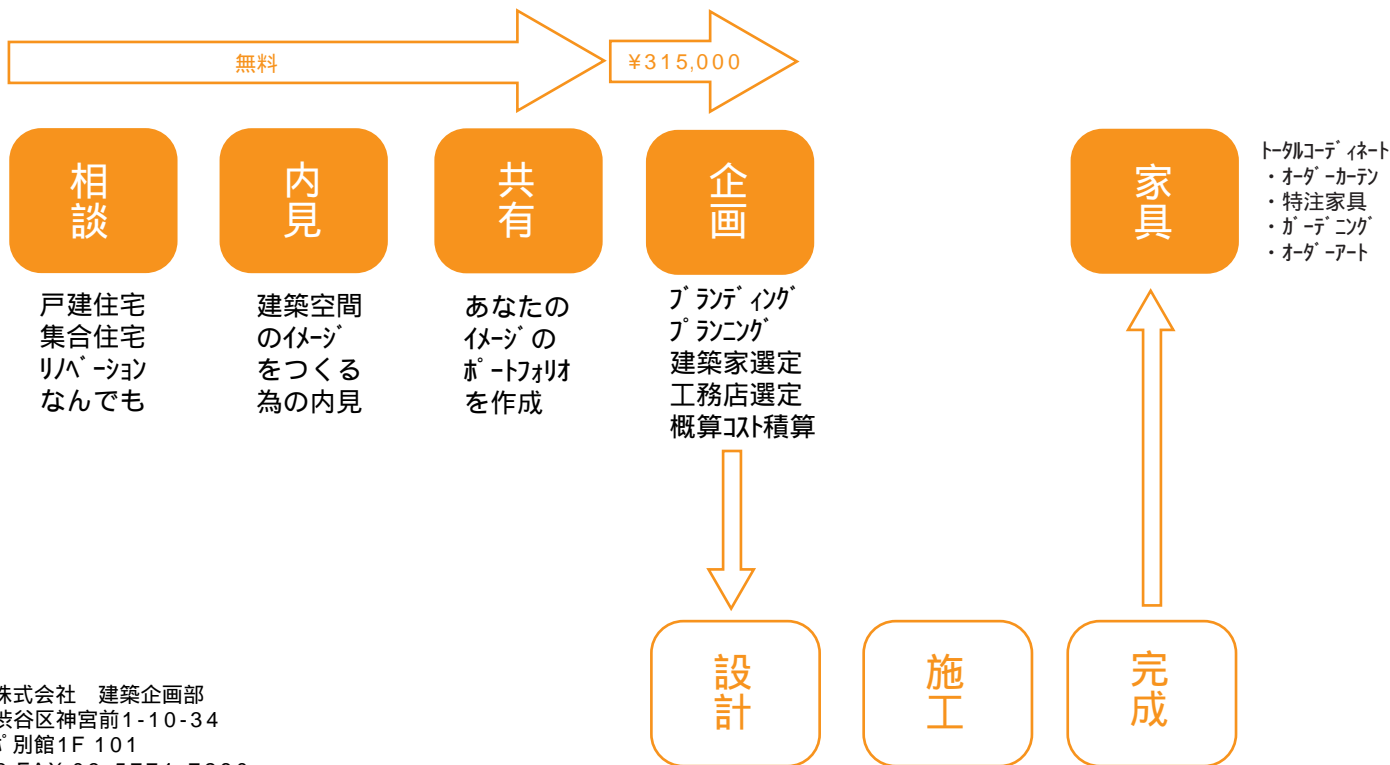 無料
¥315,000
相談
内見
共有
企画
家具
トータルコーディネート
・オーダーカーテン
・特注家具
・ガーデニング
・オーダーアート
戸建住宅
集合住宅
リノベーション
なんでも
建築空間
のイメージ
をつくる
為の内見
あなたの
イメージの
ポートフォリオ
を作成
ブランディング
プランニング
建築家選定
工務店選定
概算コスト積算
設計
施工
完成
株式会社　建築企画部
渋谷区神宮前1-10-34
別館1F 101